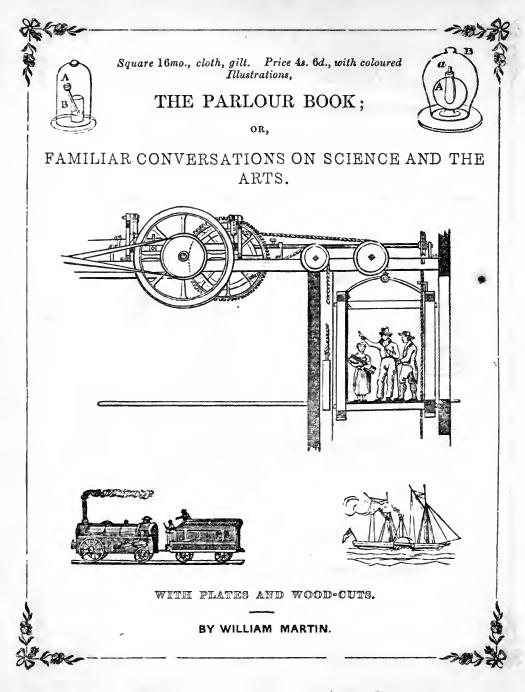 Square 16mo., cloth, gilt. Price 4s. 6d., with coloured
Illustrations,
A
B
B
a
A
THE PARLOUR BOOK;
OR,
FAMILIAR CONVERSATIONS ON SCIENCE AND THE
ARTS.
WITH PLATES AND WOOD-CUTS.
BY WILLIAM MARTIN.